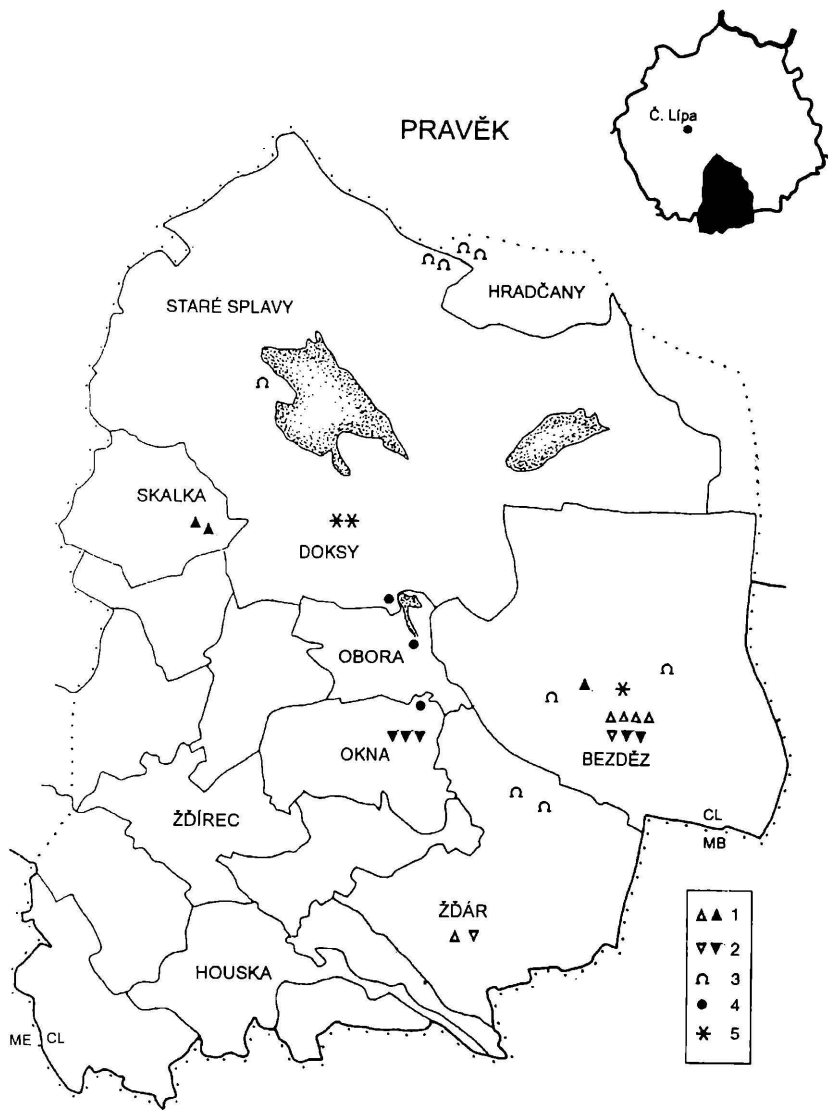 PRAVĚK
Č. Lípa
HRADČANY
STARÉ SPLAVY
SKALKA
DOKSY
OBORA
OKNA
BEZDĚZ
ŽĎÍREC
CL
MB
ŽĎÁR
HOUSKA
ME CL
1
2
3
4
5